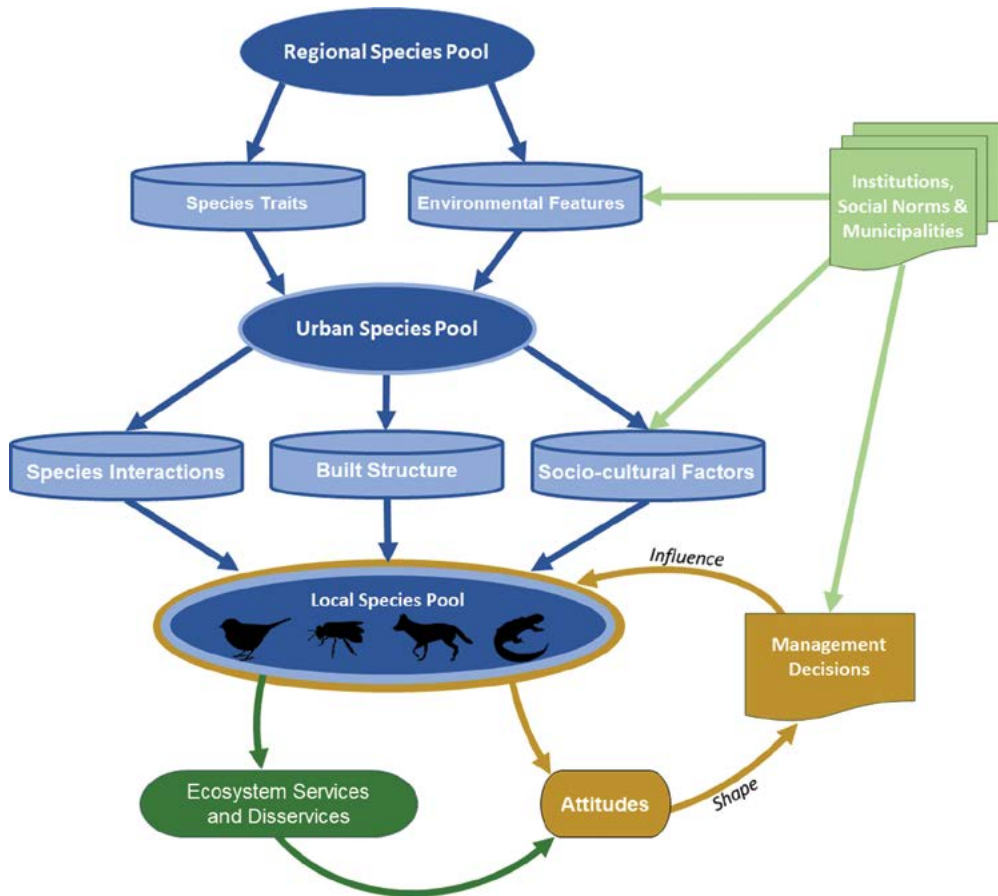 Regional Species Pool
Species Traits
Environmental Features
Institutions,
Social Norms &
Municipalities
Urban Species Pool
Species Interactions
Built Structure
Socio-cultural Factors
Influence
Local Species Pool
Management
Decisions
Ecosystem Services
and Disservices
Attitudes
Shape